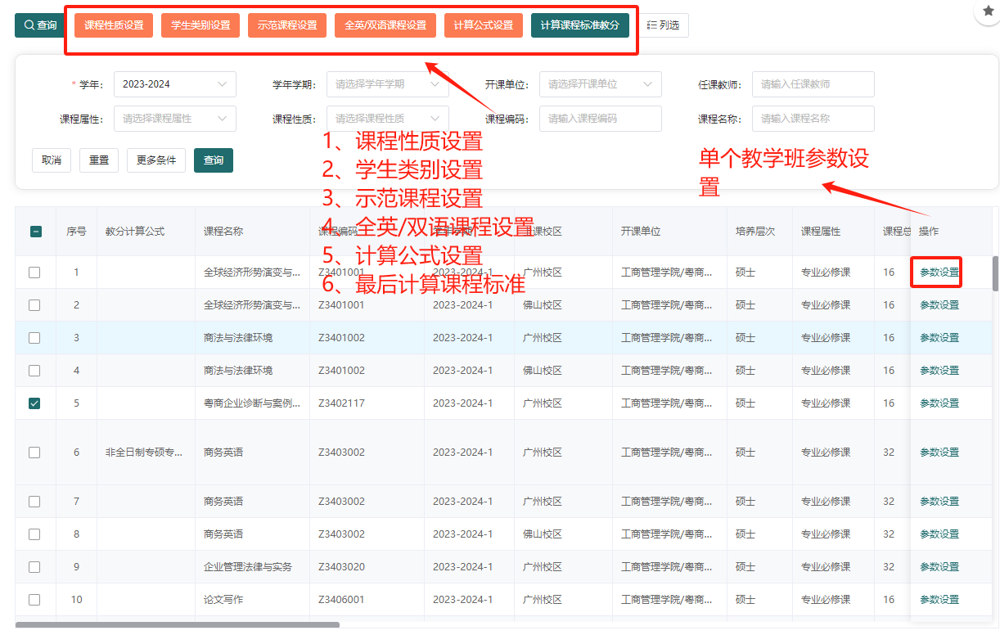 查询 课程性质设置 学生类别设置 示范课程设置 全英/双语课程设置 计算公式设置 计算课程标准教分 列选
* 学年: 2023-2024 学年学期: 请选择学年学期 开课单位: 请选择开课单位 任课教师: 请输入任课教师
课程属性: 请选择课程属性 课程性质: 请选择课程性质 课程编码: 请输入课程编码 课程名称: 请输入课程名称
取消 重置 更多条件 查询
1、课程性质设置
2、学生类别设置
3、示范课程设置
4、全英/双语课程设置
5、计算公式设置
6、最后计算课程标准
单个教学班参数设
置
序号 教分计算公式 课程名称 课程编码 课校区 开课单位 培养层次 课程属性 课程总 操作
1 全球经济形势演变与... Z3401001 2023-2024-1 广州校区 工商管理学院/粤商... 硕士 专业必修课 16 参数设置
2 全球经济形势演变与... Z3401001 2023-2024-1 佛山校区 工商管理学院/粤商... 硕士 专业必修课 16 参数设置
3 商法与法律环境 Z3401002 2023-2024-1 广州校区 工商管理学院/粤商... 硕士 专业必修课 16 参数设置
4 商法与法律环境 Z3401002 2023-2024-1 佛山校区 工商管理学院/粤商... 硕士 专业必修课 16 参数设置
5 粤商企业诊断与案例... Z3402117 2023-2024-1 广州校区 工商管理学院/粤商... 硕士 专业必修课 16 参数设置
6 非全日制专硕专... 商务英语 Z3403002 2023-2024-1 广州校区 工商管理学院/粤商... 硕士 专业必修课 32 参数设置
7 商务英语 Z3403002 2023-2024-1 广州校区 工商管理学院/粤商... 硕士 专业必修课 32 参数设置
8 商务英语 Z3403002 2023-2024-1 佛山校区 工商管理学院/粤商... 硕士 专业必修课 32 参数设置
9 企业管理法律与实务 Z3403020 2023-2024-1 广州校区 工商管理学院/粤商... 硕士 专业必修课 32 参数设置
10 论文写作 Z3406001 2023-2024-1 广州校区 工商管理学院/粤商... 硕士 专业必修课 16 参数设置